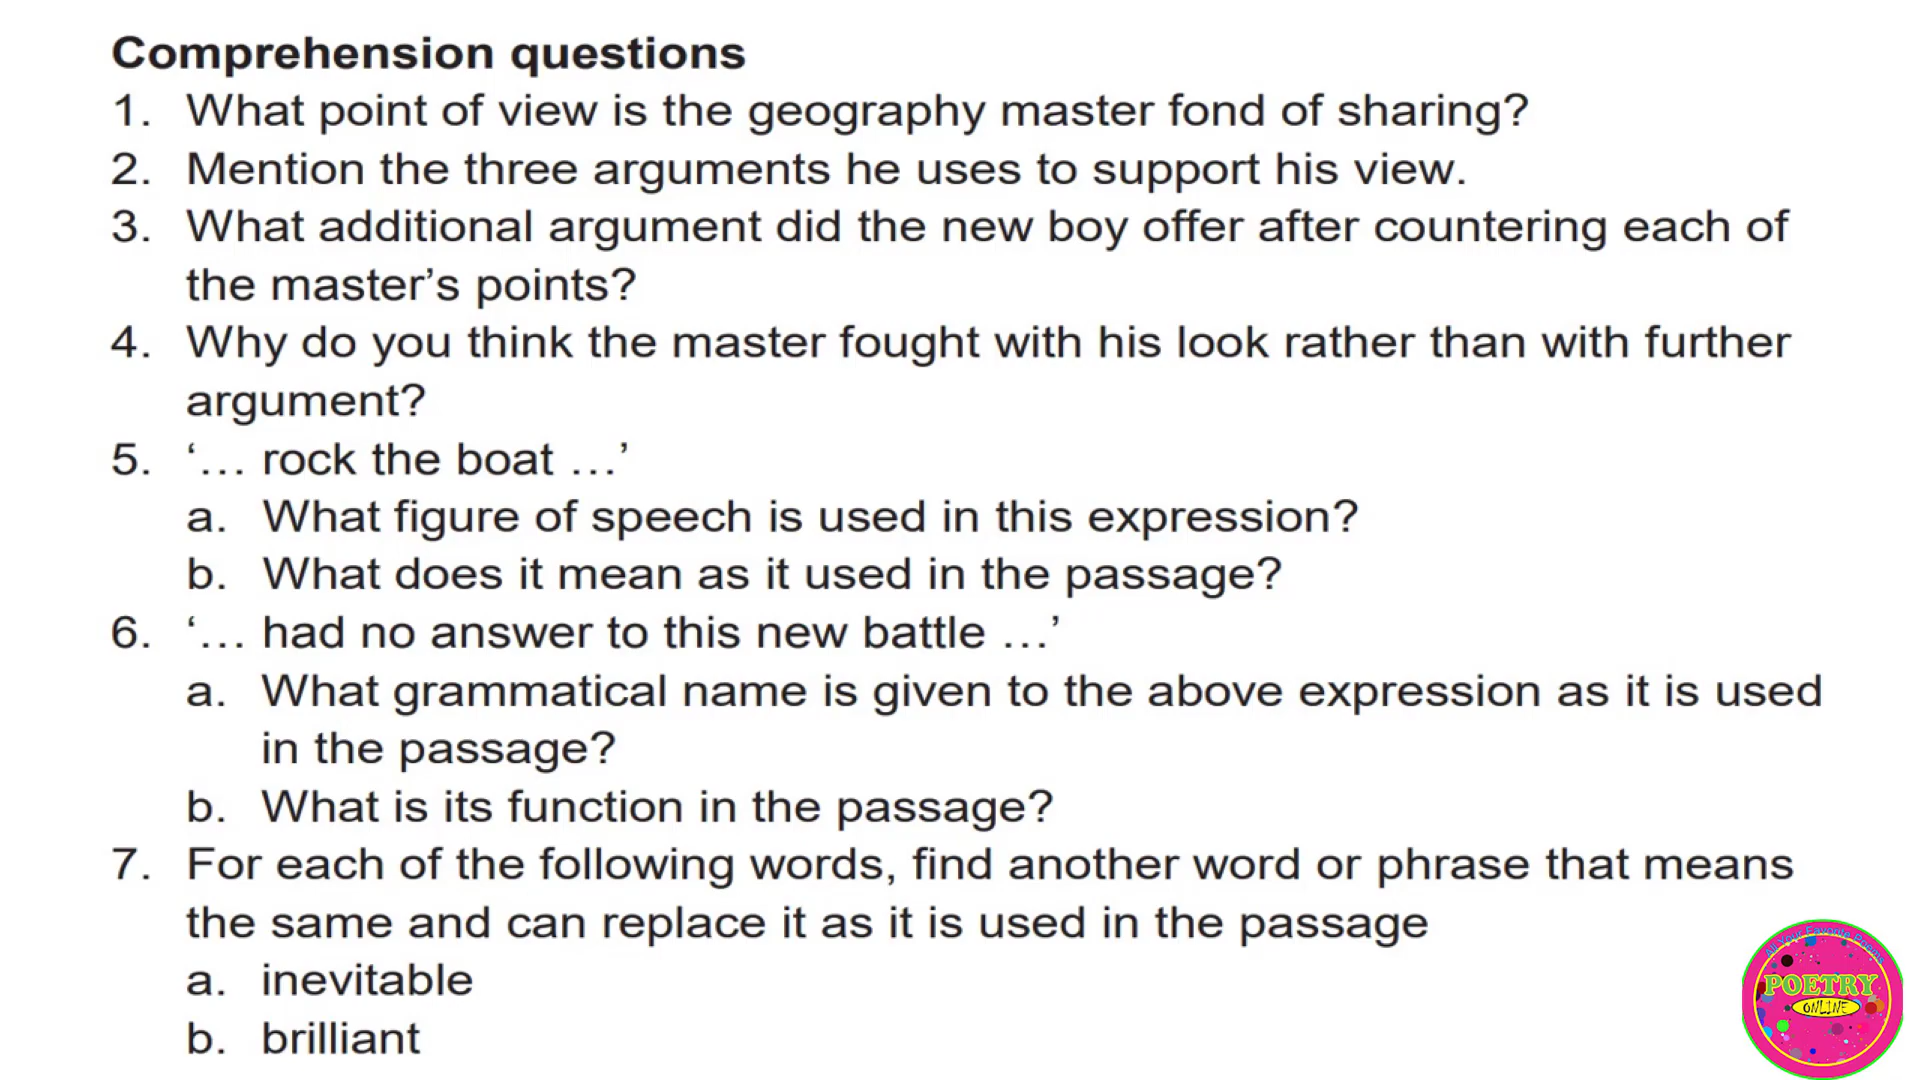 Comprehension questions
1. What point of view is the geography master fond of sharing?
2. Mention the three arguments he uses to support his view.
3. What additional argument did the new boy offer after countering each of
the master’s points?
4. Why do you think the master fought with his look rather than with further
argument?
5. ‘… rock the boat …’
a. What figure of speech is used in this expression?
b. What does it mean as it used in the passage?
6. ‘… had no answer to this new battle …’
a. What grammatical name is given to the above expression as it is used
in the passage?
b. What is its function in the passage?
7. For each of the following words, find another word or phrase that means
the same and can replace it as it is used in the passage
a. inevitable
b. brilliant
All Your Favorite Poems
POETRY
ONLINE